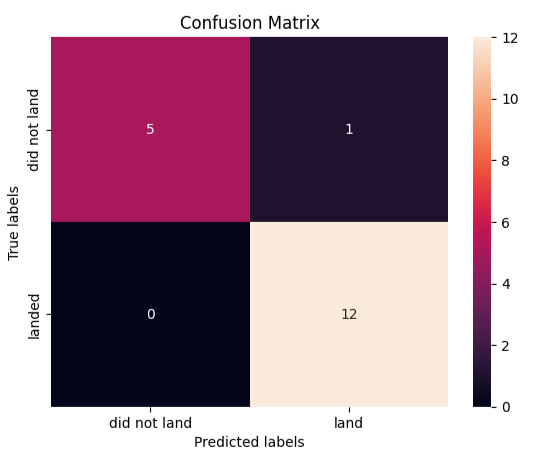 Confusion Matrix
True labels
did not land
landed
5
1
0
12
did not land
land
Predicted labels
12
10
8
6
4
2
0